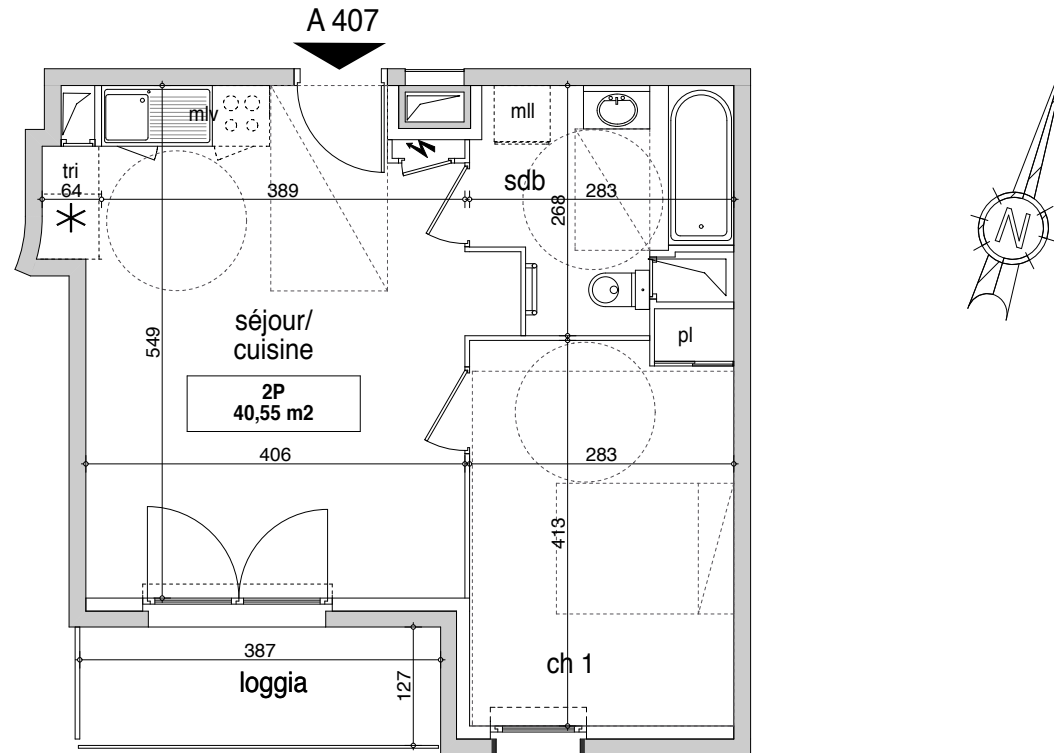 A 407
mlv
mll
tri
64
389
sdb
283
268
séjour/
cuisine
549
2P
40,55 m2
pl
406
283
413
387
loggia
127
ch 1
N